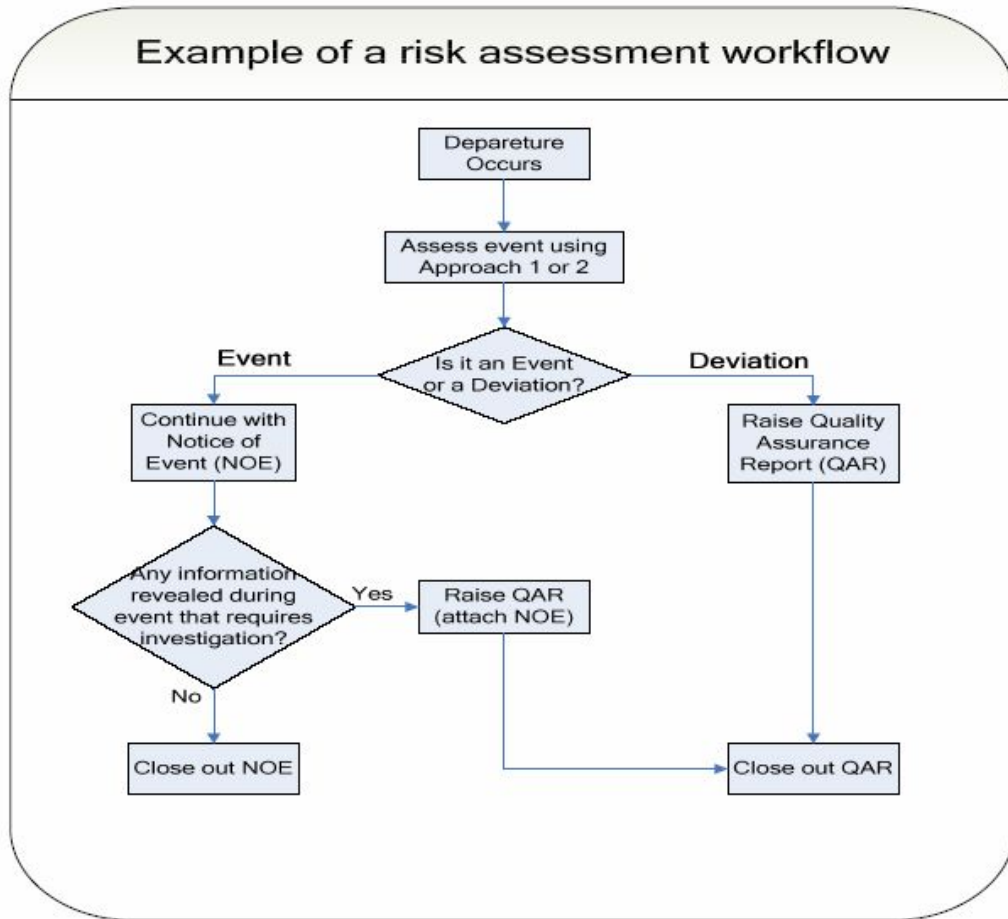 Example of a risk assessment workflow
Depareture
Occurs
Assess event using
Approach 1 or 2
Is it an Event
or a Deviation?
Event
Deviation
Continue with
Notice of
Event (NOE)
Raise Quality
Assurance
Report (QAR)
Any information
revealed during
event that requires
investigation?
Yes
Raise QAR
(attach NOE)
No
Close out NOE
Close out QAR